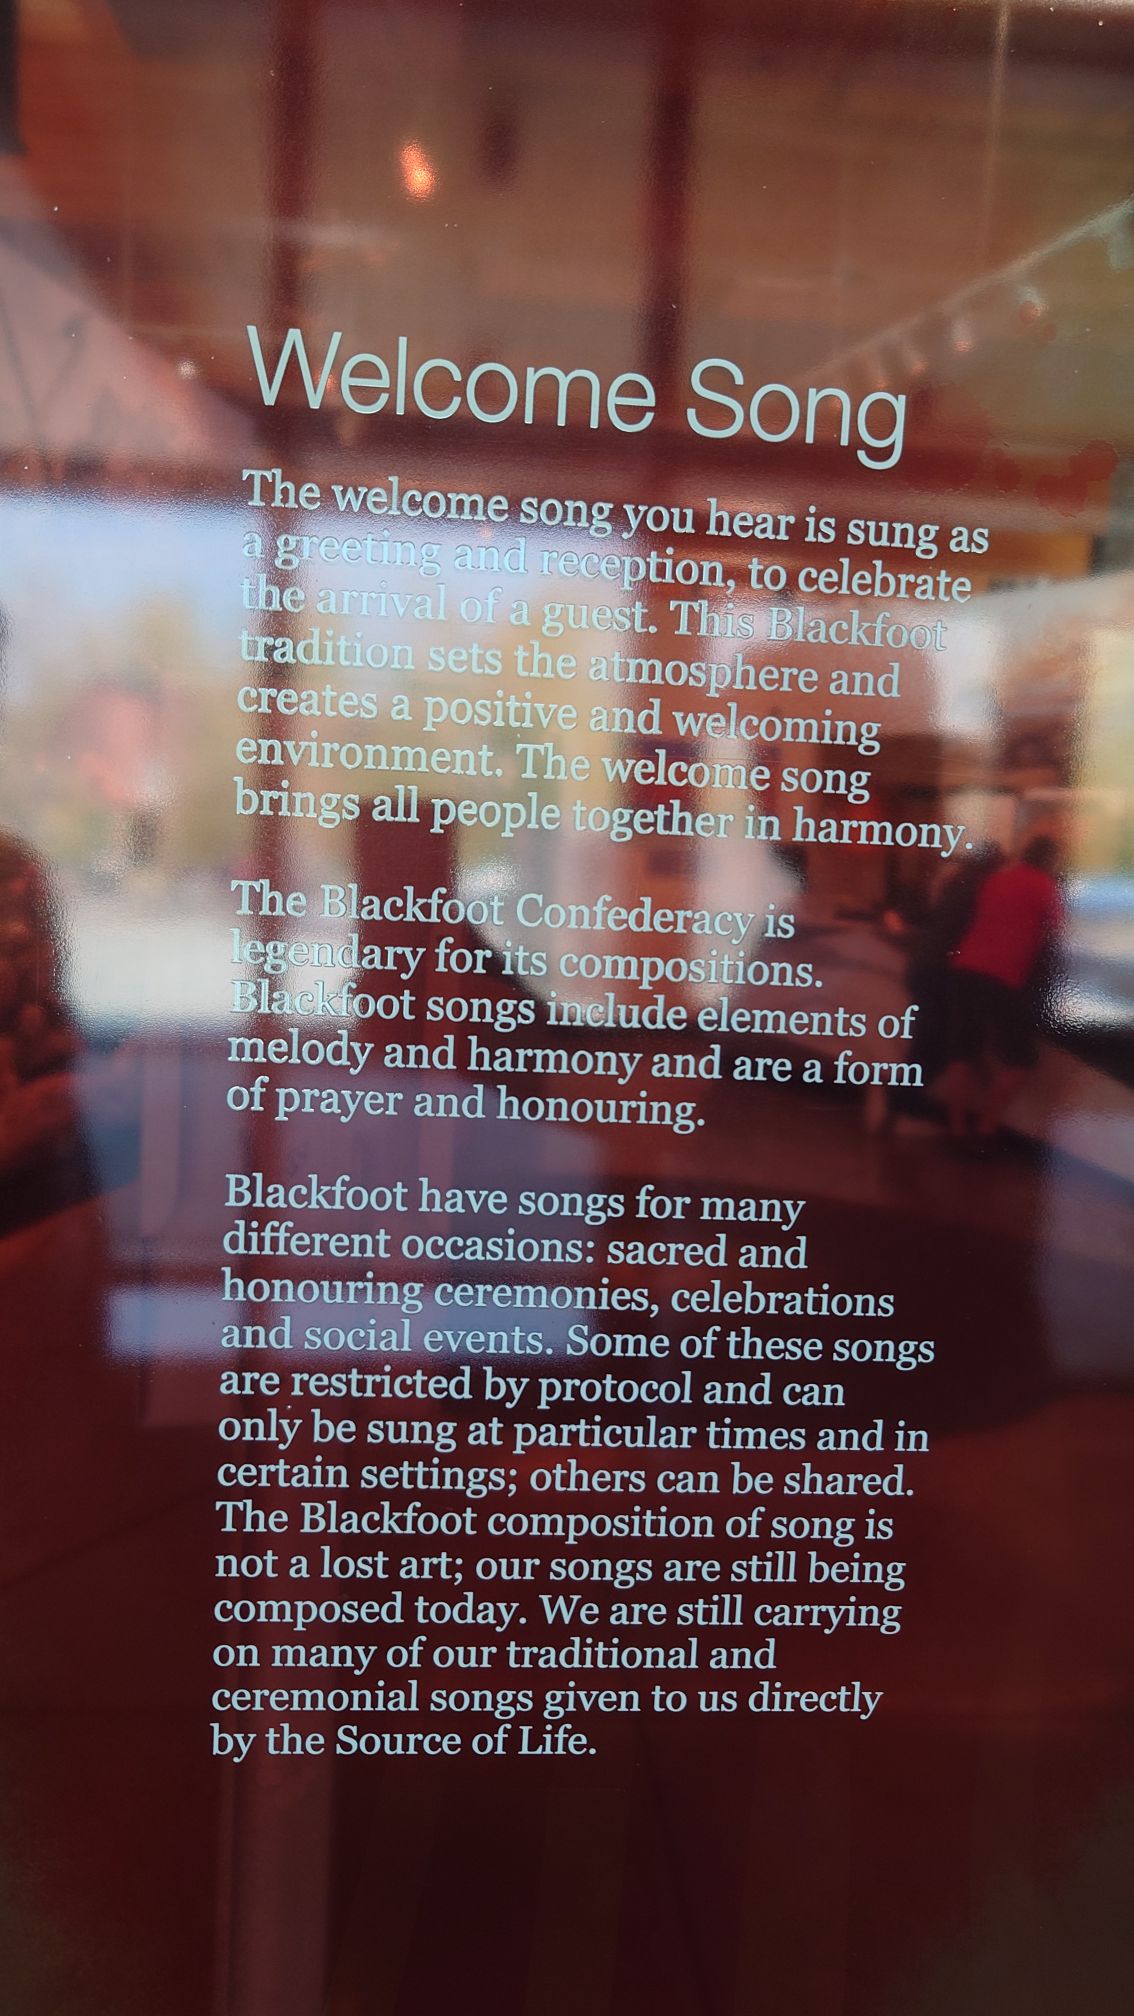 Welcome Song
The welcome song you hear is sung as
a greeting and reception, to celebrate
the arrival of a guest. This Blackfoot
tradition sets the atmosphere and
creates a positive and welcoming
environment. The welcome song
brings all people together in harmony.
The Blackfoot Confederacy is
legendary for its compositions.
Blackfoot songs include elements of
melody and harmony and are a form
of prayer and honouring.
Blackfoot have songs for many
different occasions: sacred and
honouring ceremonies, celebrations
and social events. Some of these songs
are restricted by protocol and can
only be sung at particular times and in
certain settings; others can be shared.
The Blackfoot composition of song is
not a lost art; our songs are still being
composed today. We are still carrying
on many of our traditional and
ceremonial songs given to us directly
by the Source of Life.